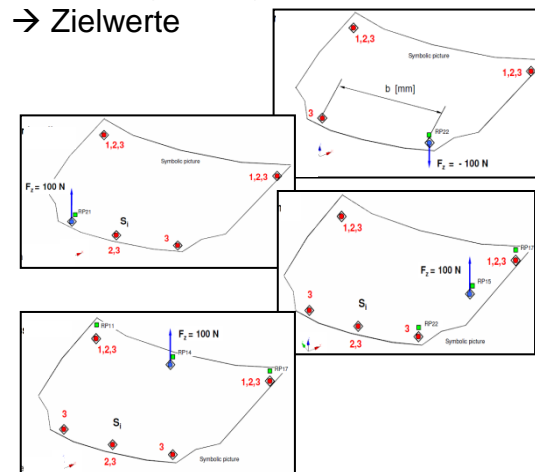 → Zielwerte
1,2,3
Symbolic picture
1,2,3
b [mm]
3
RP22
F_z = - 100 N
1,2,3
Symbolic picture
1,2,3
F_z = 100 N
RP21
S_i
3
2,3
1,2,3
RP17
1,2,3
F_z = 100 N
RP15
3
S_i
RP22
3
2,3
Symbolic picture
RP11
F_z = 100 N
1,2,3
RP14
RP17
1,2,3
3
S_i
3
2,3
Symbolic picture